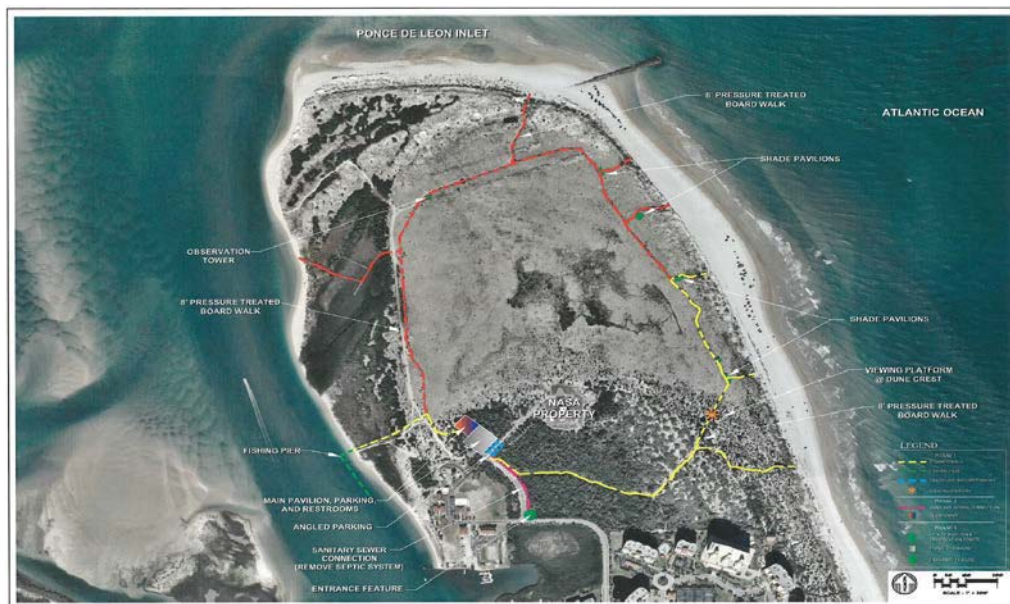 PONCE DE LEON INLET
8' PRESSURE TREATED
BOARD WALK
ATLANTIC OCEAN
SHADE PAVILIONS
OBSERVATION
TOWER
8' PRESSURE TREATED
BOARD WALK
SHADE PAVILIONS
VIEWING PLATFORM
@ DUNE CREST
NASA
PROPERTY
8' PRESSURE TREATED
BOARD WALK
FISHING PIER
MAIN PAVILION, PARKING,
AND RESTROOMS
ANGLED PARKING
SANITARY SEWER
CONNECTION
(REMOVE SEPTIC SYSTEM)
ENTRANCE FEATURE
LEGEND